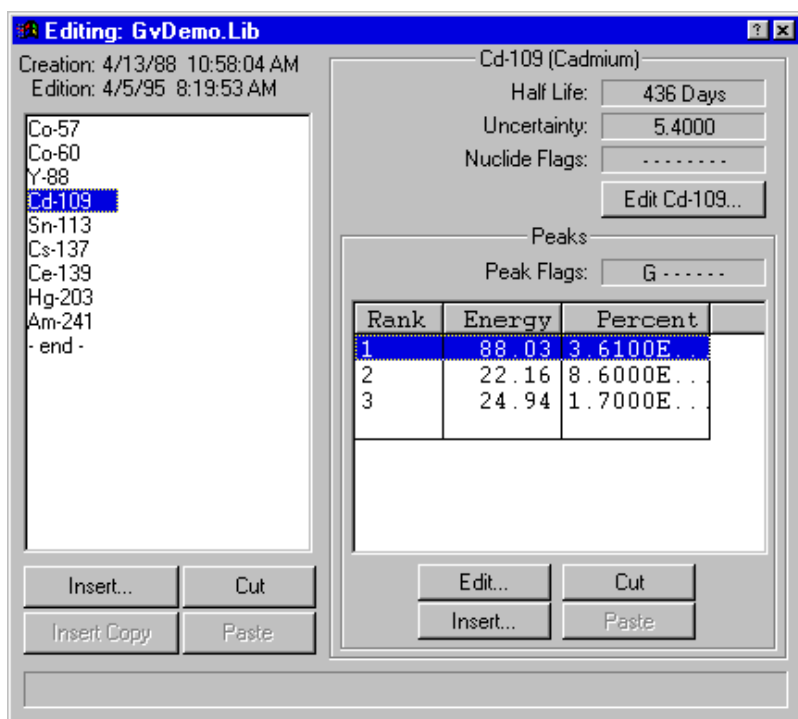 Editing: GvDemo.Lib
Creation: 4/13/88 10:58:04 AM
Edition: 4/5/95 8:19:53 AM
Co-57
Co-60
Y-88
Cd-109
Sn-113
Cs-137
Ce-139
Hg-203
Am-241
- end -
Insert...
Cut
Insert Copy
Paste
Cd-109 (Cadmium)
Half Life: 436 Days
Uncertainty: 5.4000
Nuclide Flags: - - - - - - - -
Edit Cd-109...
Peaks
Peak Flags: G - - - - - -
Rank Energy Percent
1 88.03 3.6100E...
2 22.16 8.6000E...
3 24.94 1.7000E...
Edit...
Cut
Insert...
Paste